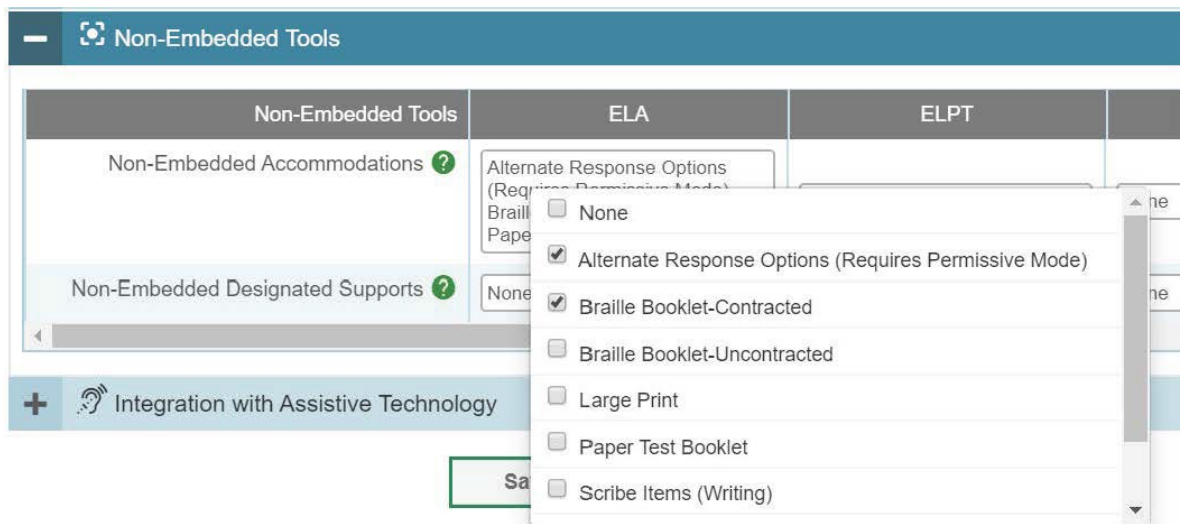 Non-Embedded Tools
Non-Embedded Tools ELA ELPT
Non-Embedded Accommodations ? Alternate Response Options
None
Alternate Response Options (Requires Permissive Mode)
Braille Booklet-Contracted
Non-Embedded Designated Supports ? None
Braille Booklet-Uncontracted
Large Print
Integration with Assistive Technology
Paper Test Booklet
Scribe Items (Writing)